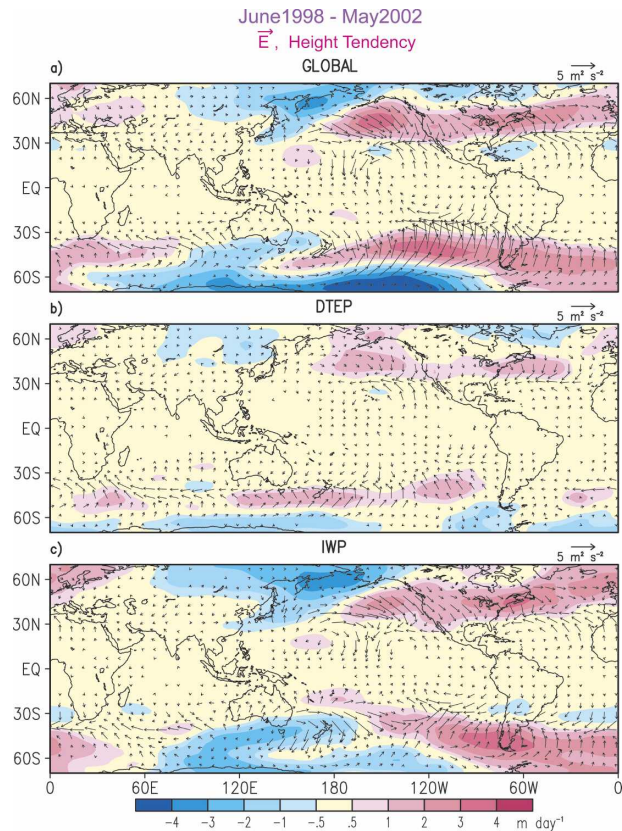 June1998 - May2002
E, Height Tendency
a) GLOBAL 5 m² s⁻²
60N
30N
EQ
30S
60S
b) DTEP 5 m² s⁻²
60N
30N
EQ
30S
60S
c) IWP 5 m² s⁻²
60N
30N
EQ
30S
60S
0 60E 120E 180 120W 60W 0
-4 -3 -2 -1 -.5 .5 1 2 3 4 m day⁻¹